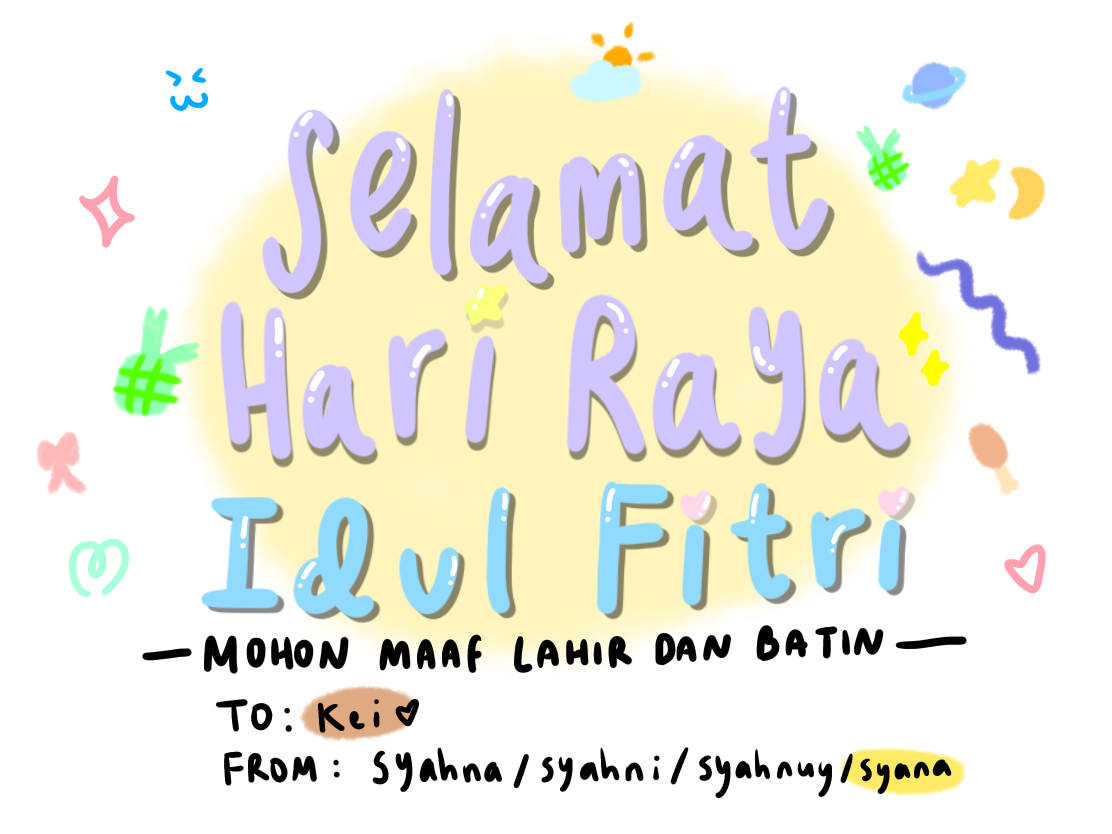 Selamat
Hari Raya
Idul Fitri
— MOHON MAAF LAHIR DAN BATIN —
TO: Kei ♡
FROM: syahna / syahni / syahnuy / syana